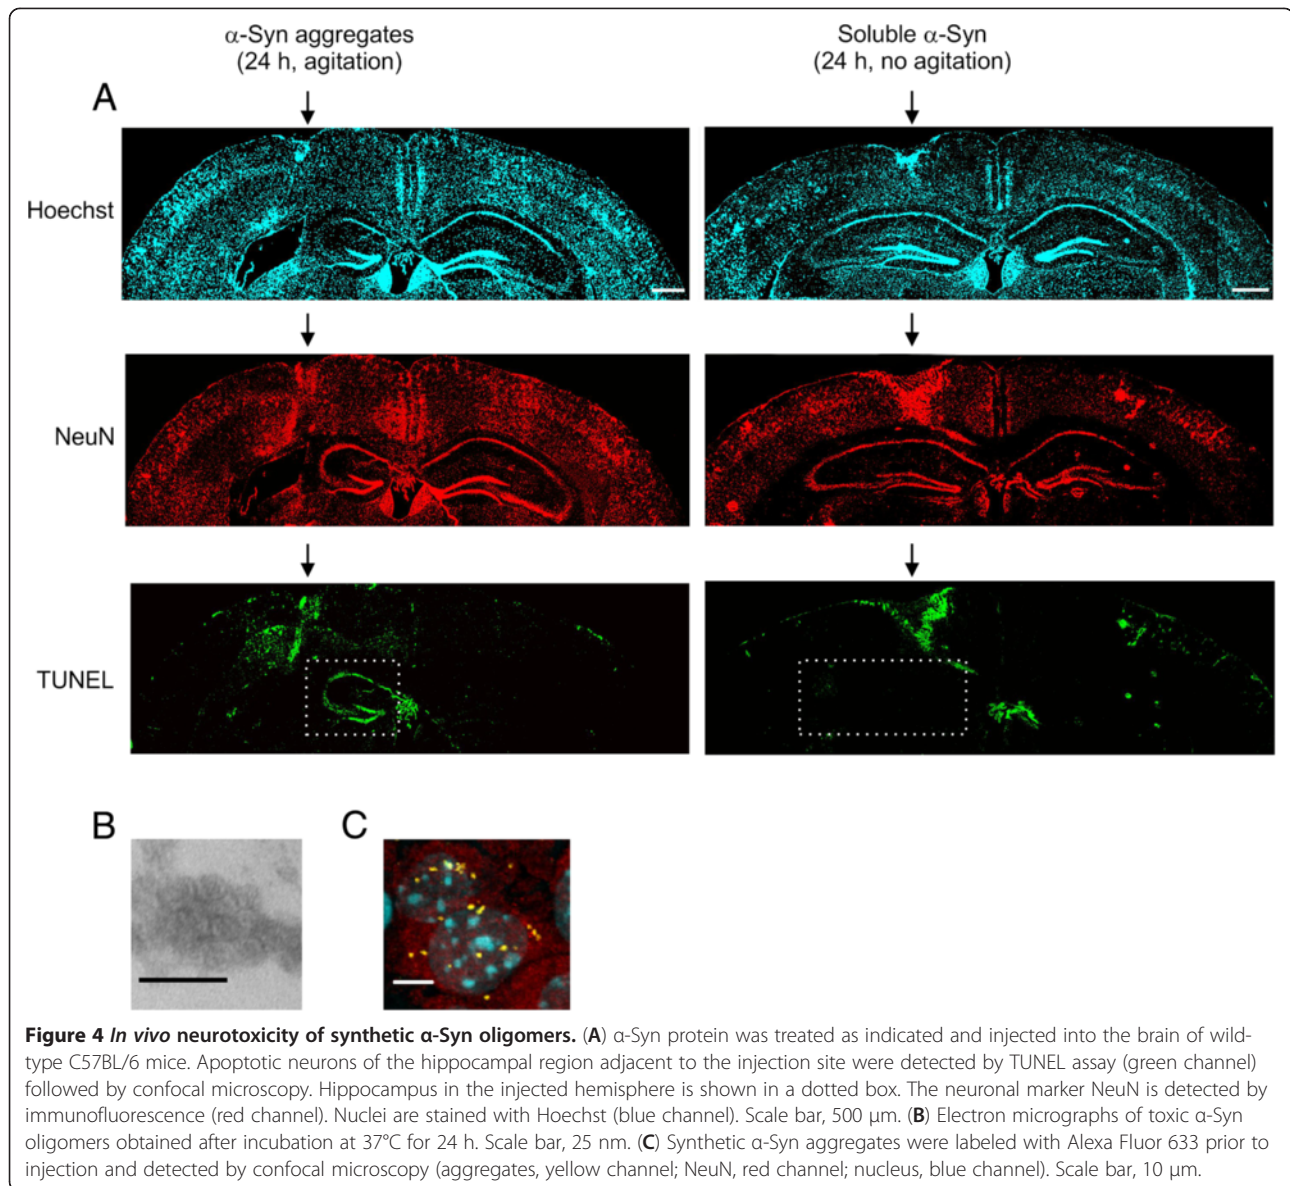 α-Syn aggregates
(24 h, agitation)
Soluble α-Syn
(24 h, no agitation)
A
Hoechst
NeuN
TUNEL
B
C
Figure 4 In vivo neurotoxicity of synthetic α-Syn oligomers. (A) α-Syn protein was treated as indicated and injected into the brain of wild-
type C57BL/6 mice. Apoptotic neurons of the hippocampal region adjacent to the injection site were detected by TUNEL assay (green channel)
followed by confocal microscopy. Hippocampus in the injected hemisphere is shown in a dotted box. The neuronal marker NeuN is detected by
immunofluorescence (red channel). Nuclei are stained with Hoechst (blue channel). Scale bar, 500 μm. (B) Electron micrographs of toxic α-Syn
oligomers obtained after incubation at 37°C for 24 h. Scale bar, 25 nm. (C) Synthetic α-Syn aggregates were labeled with Alexa Fluor 633 prior to
injection and detected by confocal microscopy (aggregates, yellow channel; NeuN, red channel; nucleus, blue channel). Scale bar, 10 μm.